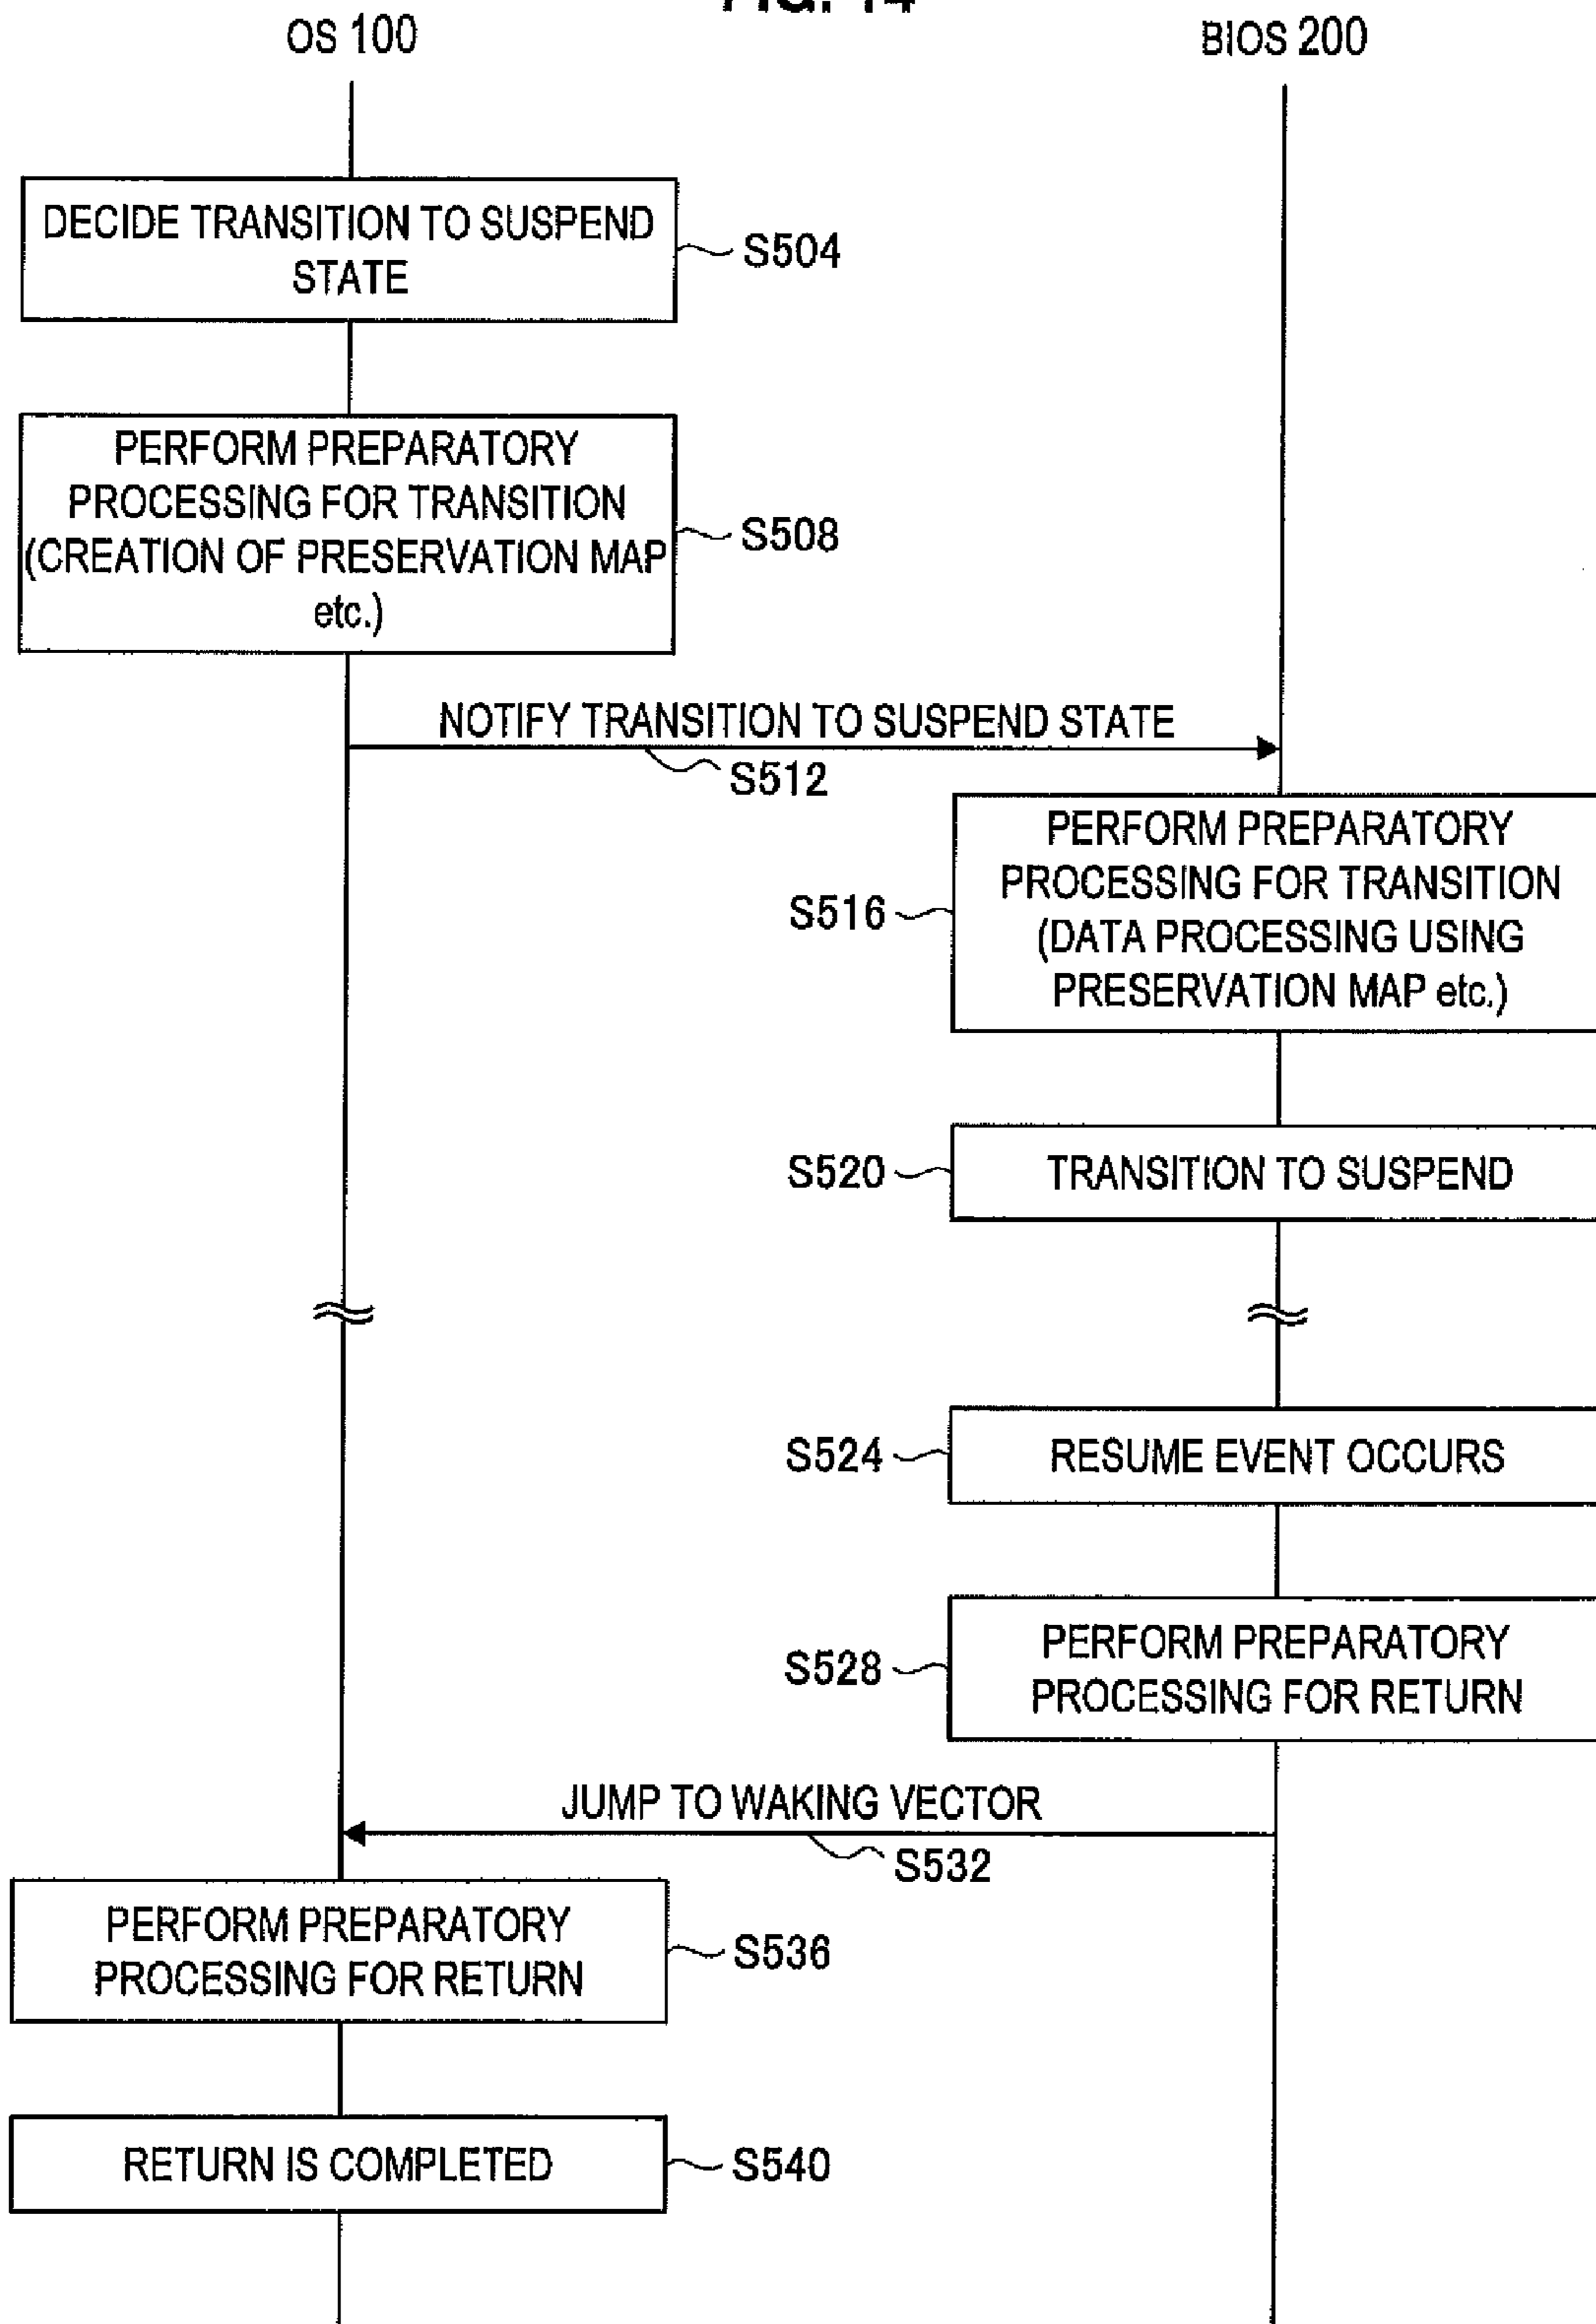 FIG. 14
OS 100
BIOS 200
DECIDE TRANSITION TO SUSPEND
STATE
S504
PERFORM PREPARATORY
PROCESSING FOR TRANSITION
(CREATION OF PRESERVATION MAP
etc.)
S508
NOTIFY TRANSITION TO SUSPEND STATE
S512
PERFORM PREPARATORY
PROCESSING FOR TRANSITION
(DATA PROCESSING USING
PRESERVATION MAP etc.)
S516
S520
TRANSITION TO SUSPEND
S524
RESUME EVENT OCCURS
S528
PERFORM PREPARATORY
PROCESSING FOR RETURN
JUMP TO WAKING VECTOR
S532
PERFORM PREPARATORY
PROCESSING FOR RETURN
S536
RETURN IS COMPLETED
S540